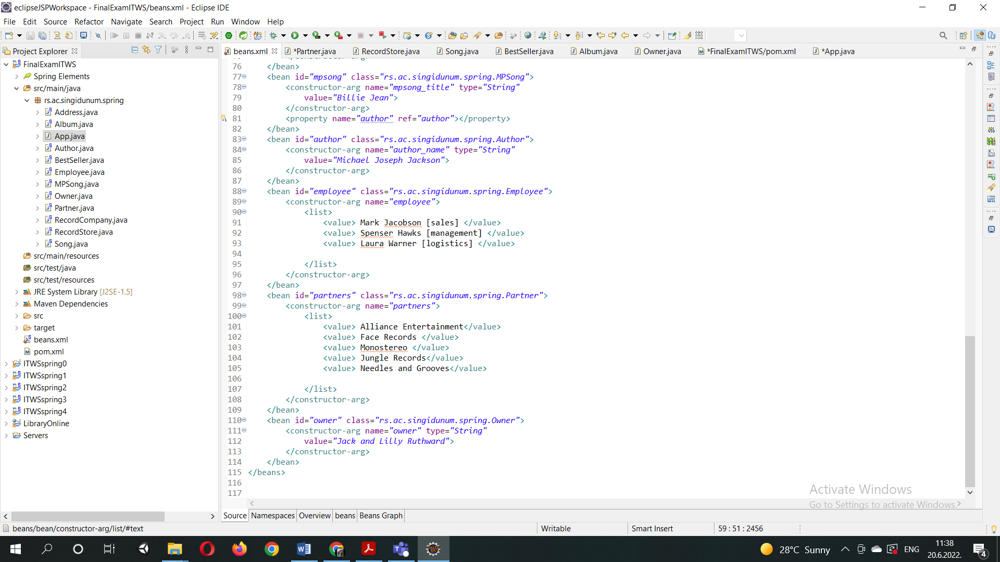 eclipseJSPWorkspace - FinalExamITWS/beans.xml - Eclipse IDE
File Edit Source Refactor Navigate Search Project Run Window Help
Project Explorer
beans.xml *Partner.java RecordStore.java Song.java BestSeller.java Album.java Owner.java *FinalExamITWS/pom.xml *App.java
FinalExamITWS
Spring Elements
src/main/java
rs.ac.singidunum.spring
Address.java
Album.java
App.java
Author.java
BestSeller.java
Employee.java
MPSong.java
Owner.java
Partner.java
RecordCompany.java
RecordStore.java
Song.java
src/main/resources
src/test/java
src/test/resources
JRE System Library [J2SE-1.5]
Maven Dependencies
src
target
beans.xml
pom.xml
ITWSspring0
ITWSspring1
ITWSspring2
ITWSspring3
ITWSspring4
LibraryOnline
Servers
76 </bean>
77 <bean id="mpsong" class="rs.ac.singidunum.spring.MPSong">
78 <constructor-arg name="mpsong_title" type="String"
79 value="Billie Jean">
80 </constructor-arg>
81 <property name="author" ref="author"></property>
82 </bean>
83 <bean id="author" class="rs.ac.singidunum.spring.Author">
84 <constructor-arg name="author_name" type="String"
85 value="Michael Joseph Jackson">
86 </constructor-arg>
87 </bean>
88 <bean id="employee" class="rs.ac.singidunum.spring.Employee">
89 <constructor-arg name="employee">
90 <list>
91 <value> Mark Jacobson [sales] </value>
92 <value> Spenser Hawks [management] </value>
93 <value> Laura Warner [logistics] </value>
94
95 </list>
96 </constructor-arg>
97 </bean>
98 <bean id="partners" class="rs.ac.singidunum.spring.Partner">
99 <constructor-arg name="partners">
100 <list>
101 <value> Alliance Entertainment</value>
102 <value> Face Records </value>
103 <value> Monostereo </value>
104 <value> Jungle Records</value>
105 <value> Needles and Grooves</value>
106
107 </list>
108 </constructor-arg>
109 </bean>
110 <bean id="owner" class="rs.ac.singidunum.spring.Owner">
111 <constructor-arg name="owner" type="String"
112 value="Jack and Lilly Ruthward">
113 </constructor-arg>
114 </bean>
115 </beans>
116
117
Activate Windows
Go to Settings to activate Windows.
Source Namespaces Overview beans Beans Graph
beans/bean/constructor-arg/list/#text Writable Smart Insert 59 : 51 : 2456
28°C Sunny ENG 11:38
20.6.2022. 4